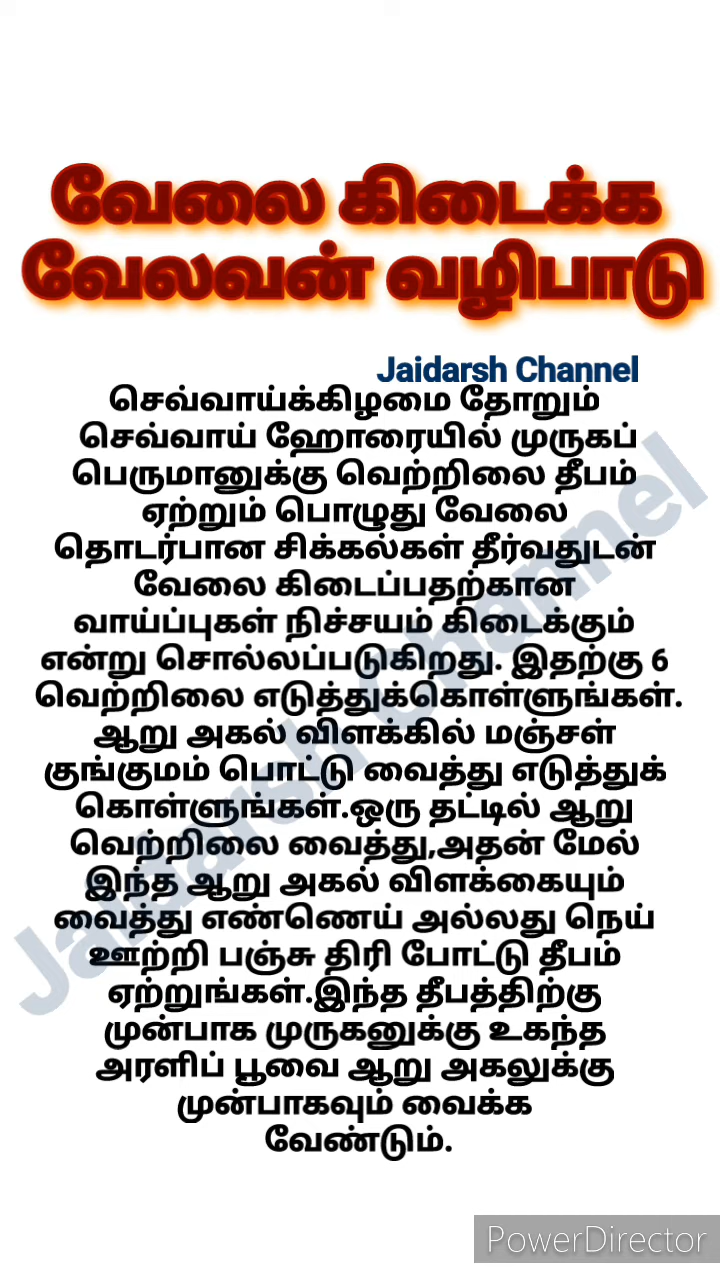 வேலை கிடைக்க
வேலவன் வழிபாடு
Jaidarsh Channel
செவ்வாய்க்கிழமை தோறும்
செவ்வாய் ஹோரையில் முருகப்
பெருமானுக்கு வெற்றிலை தீபம்
ஏற்றும் பொழுது வேலை
தொடர்பான சிக்கல்கள் தீர்வதுடன்
வேலை கிடைப்பதற்கான
வாய்ப்புகள் நிச்சயம் கிடைக்கும்
என்று சொல்லப்படுகிறது. இதற்கு 6
வெற்றிலை எடுத்துக்கொள்ளுங்கள்.
ஆறு அகல் விளக்கில் மஞ்சள்
குங்குமம் பொட்டு வைத்து எடுத்துக்
கொள்ளுங்கள்.ஒரு தட்டில் ஆறு
வெற்றிலை வைத்து,அதன் மேல்
இந்த ஆறு அகல் விளக்கையும்
வைத்து எண்ணெய் அல்லது நெய்
ஊற்றி பஞ்சு திரி போட்டு தீபம்
ஏற்றுங்கள்.இந்த தீபத்திற்கு
முன்பாக முருகனுக்கு உகந்த
அரளிப் பூவை ஆறு அகலுக்கு
முன்பாகவும் வைக்க
வேண்டும்.
Jaidarsh Channel
PowerDirector